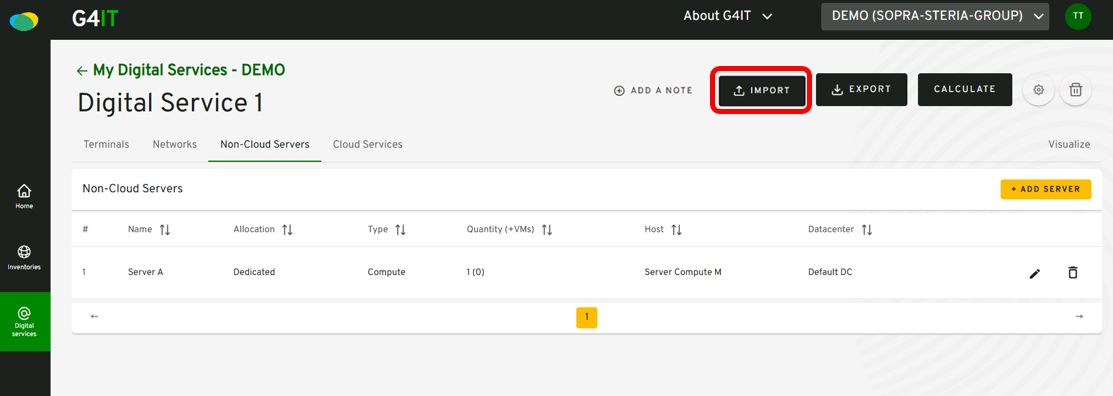 G4IT
About G4IT
DEMO (SOPRA-STERIA-GROUP)
TT
← My Digital Services - DEMO
Digital Service 1
ADD A NOTE
IMPORT
EXPORT
CALCULATE
Terminals
Networks
Non-Cloud Servers
Cloud Services
Visualize
Home
Inventories
@
Digital
services
Non-Cloud Servers
+ ADD SERVER
# Name Allocation Type Quantity (+VMs) Host Datacenter
1 Server A Dedicated Compute 1 (0) Server Compute M Default DC
← 1 →